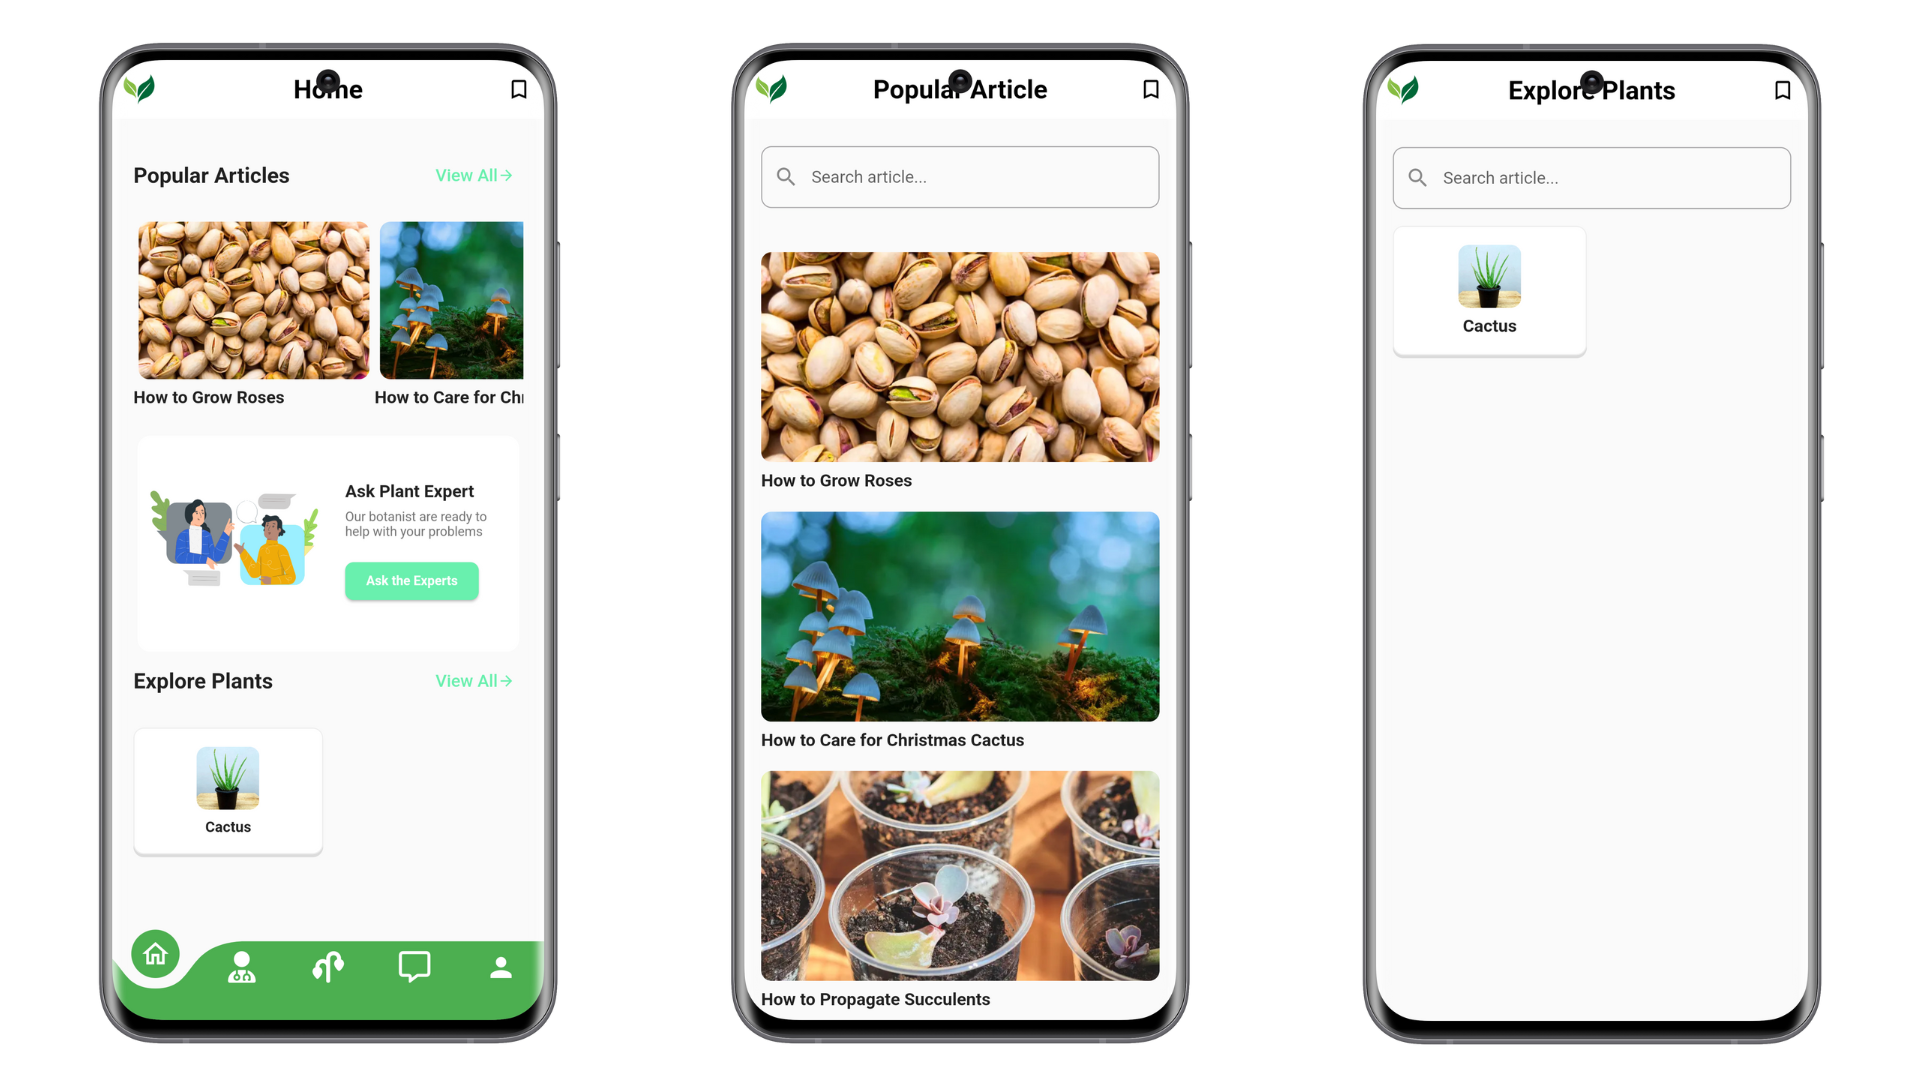 Home
Popular Articles
View All
How to Grow Roses
How to Care for Chr
Ask Plant Expert
Our botanist are ready to
help with your problems
Ask the Experts
Explore Plants
View All
Cactus
Popular Article
Search article...
How to Grow Roses
How to Care for Christmas Cactus
How to Propagate Succulents
Explore Plants
Search article...
Cactus